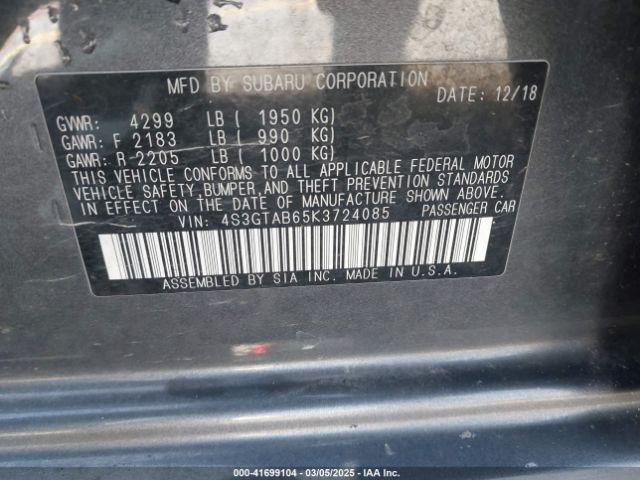 MFD BY SUBARU CORPORATION
DATE: 12/18
GVWR: 4299 LB ( 1950 KG)
GAWR: F 2183 LB ( 990 KG)
GAWR: R 2205 LB ( 1000 KG)
THIS VEHICLE CONFORMS TO ALL APPLICABLE FEDERAL MOTOR
VEHICLE SAFETY, BUMPER, AND THEFT PREVENTION STANDARDS
IN EFFECT ON THE DATE OF MANUFACTURE SHOWN ABOVE.
VIN: 4S3GTAB65K3724085 PASSENGER CAR
ASSEMBLED BY SIA INC. MADE IN U.S.A.
000-41699104 - 03/05/2025 - IAA Inc.